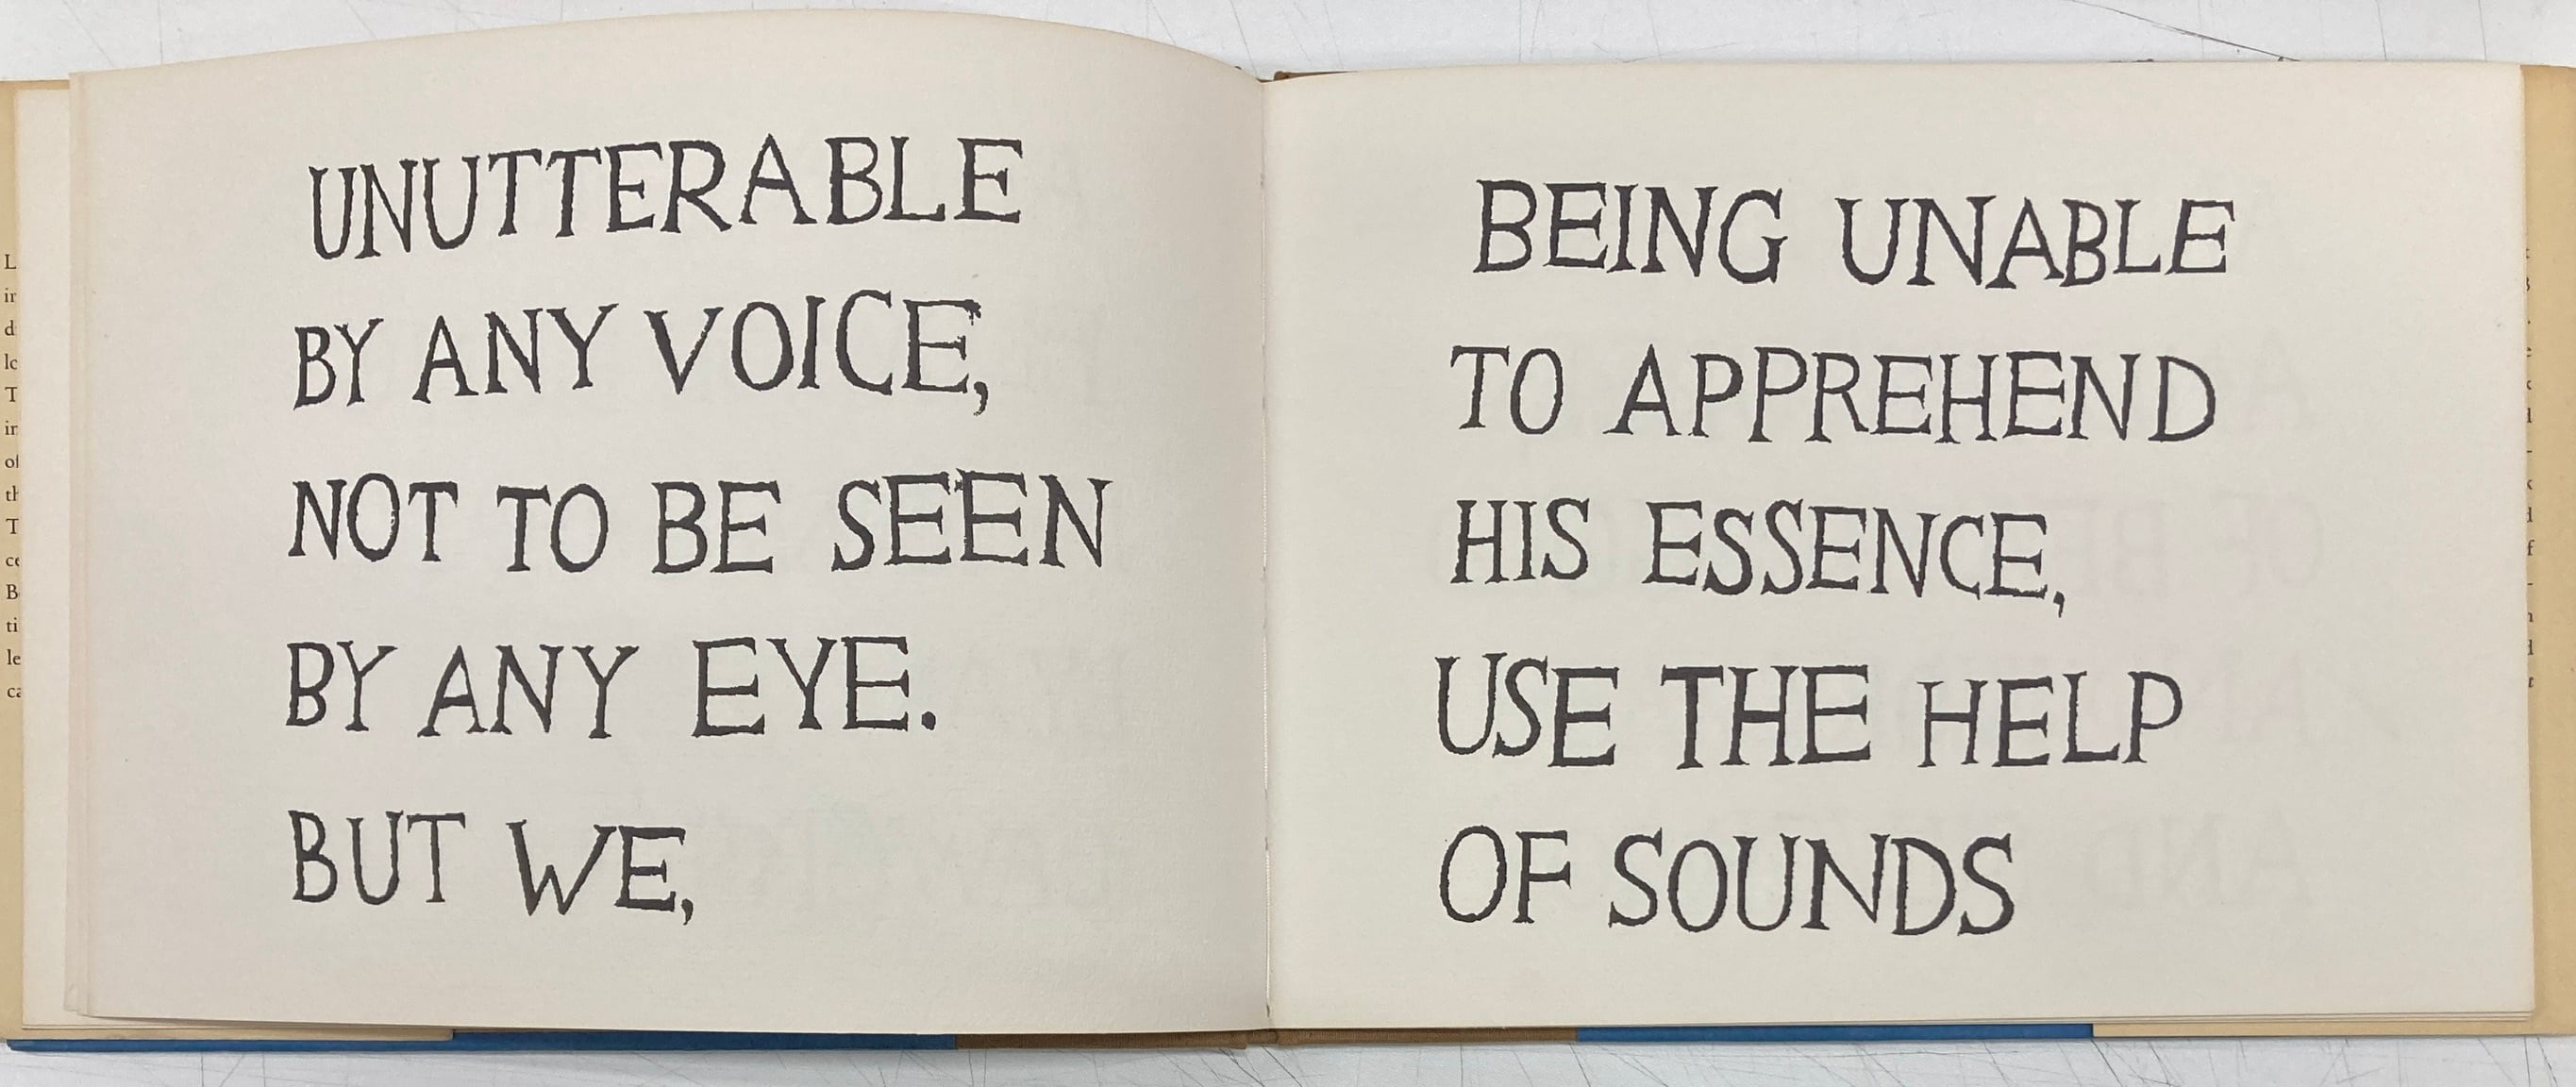 UNUTTERABLE
BY ANY VOICE,
NOT TO BE SEEN
BY ANY EYE.
BUT WE,
BEING UNABLE
TO APPREHEND
HIS ESSENCE,
USE THE HELP
OF SOUNDS